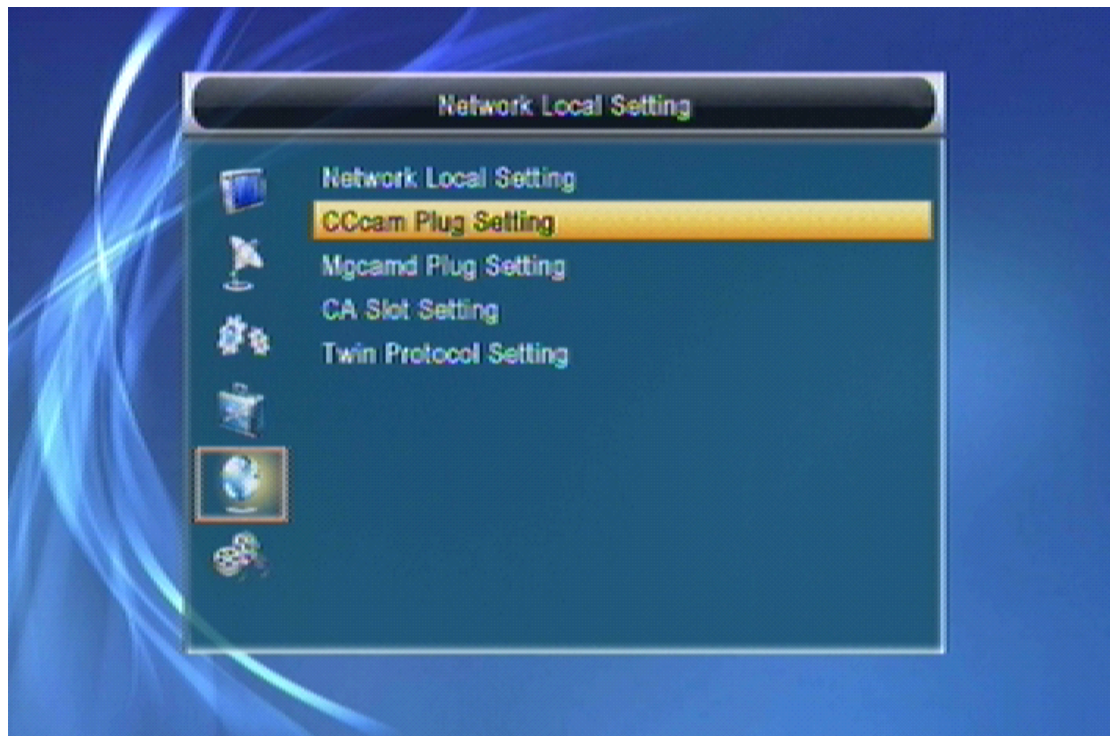 Network Local Setting
Network Local Setting
CCcam Plug Setting
Mgcamd Plug Setting
CA Slot Setting
Twin Protocol Setting